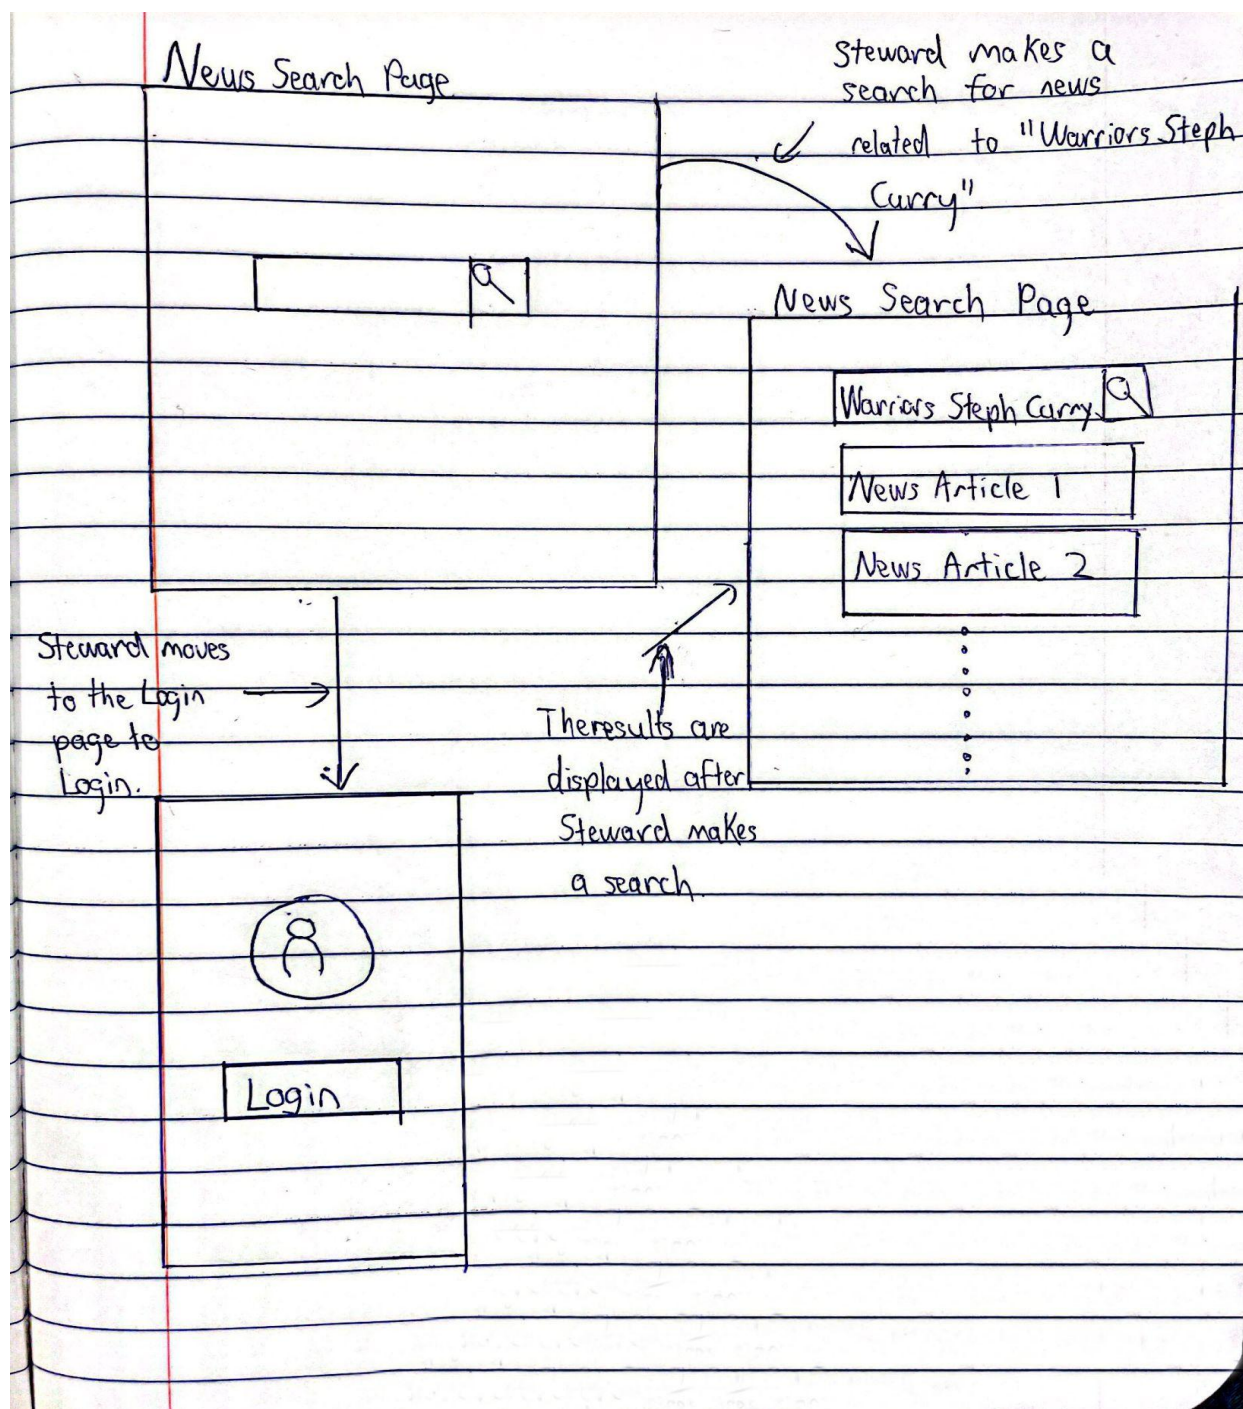 News Search Page
Steward makes a
search for news
related to "Warriors Steph
Curry"
News Search Page
Warriors Steph Curry
News Article 1
News Article 2
Steward moves
to the Login
page to
Login.
The results are
displayed after
Steward makes
a search.
Login